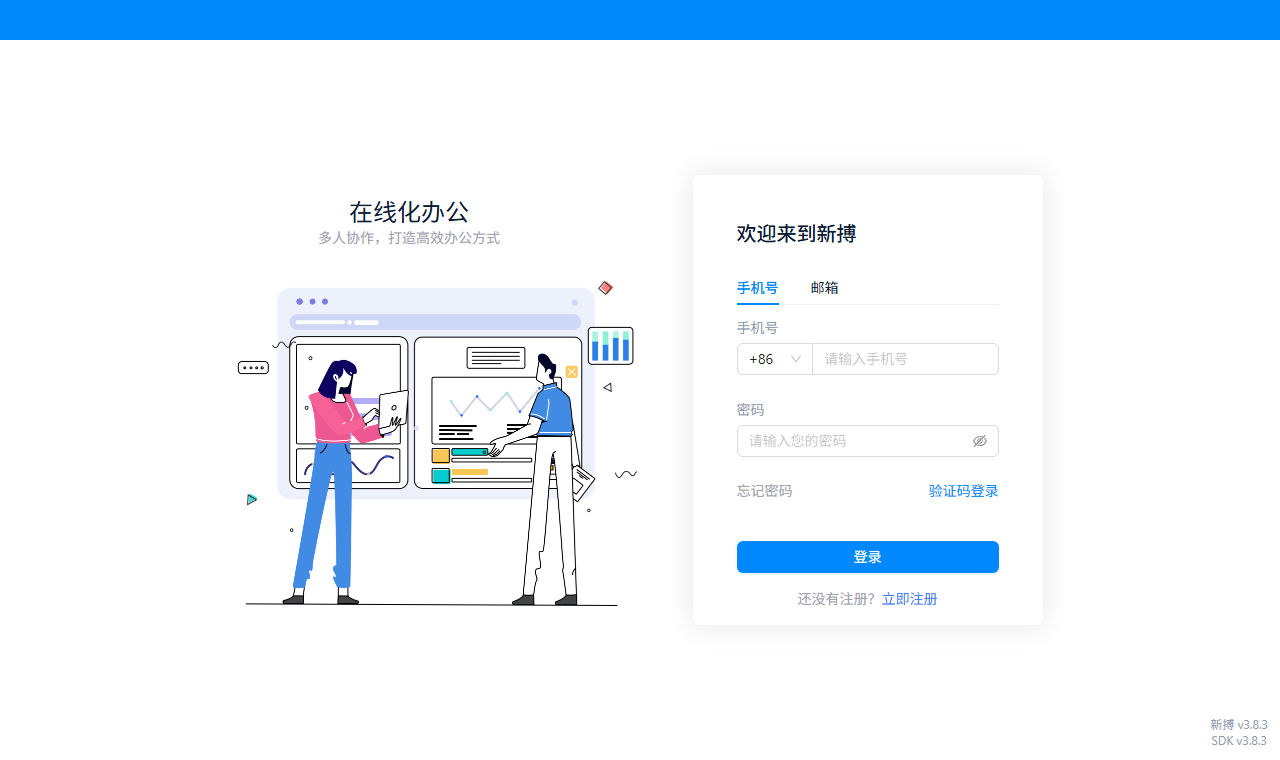 在线化办公
多人协作，打造高效办公方式
欢迎来到新搏
手机号 邮箱
手机号
+86 请输入手机号
密码
请输入您的密码
忘记密码 验证码登录
登录
还没有注册？立即注册
新搏 v3.8.3
SDK v3.8.3